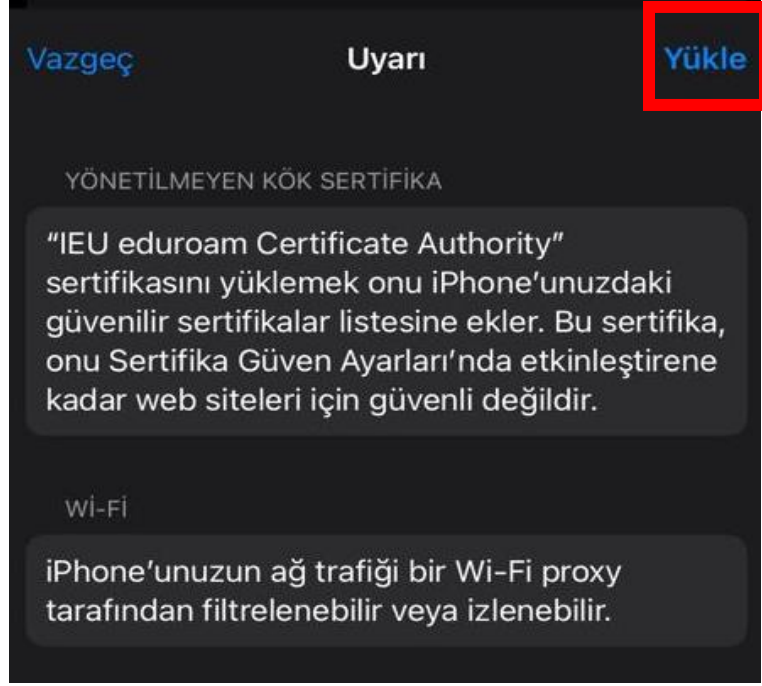 Vazgeç Uyarı Yükle
YÖNETİLMEYEN KÖK SERTİFİKA
“IEU eduroam Certificate Authority”
sertifikasını yüklemek onu iPhone’unuzdaki
güvenilir sertifikalar listesine ekler. Bu sertifika,
onu Sertifika Güven Ayarları’nda etkinleştirene
kadar web siteleri için güvenli değildir.
Wİ-Fİ
iPhone’unuzun ağ trafiği bir Wi-Fi proxy
tarafından filtrelenebilir veya izlenebilir.